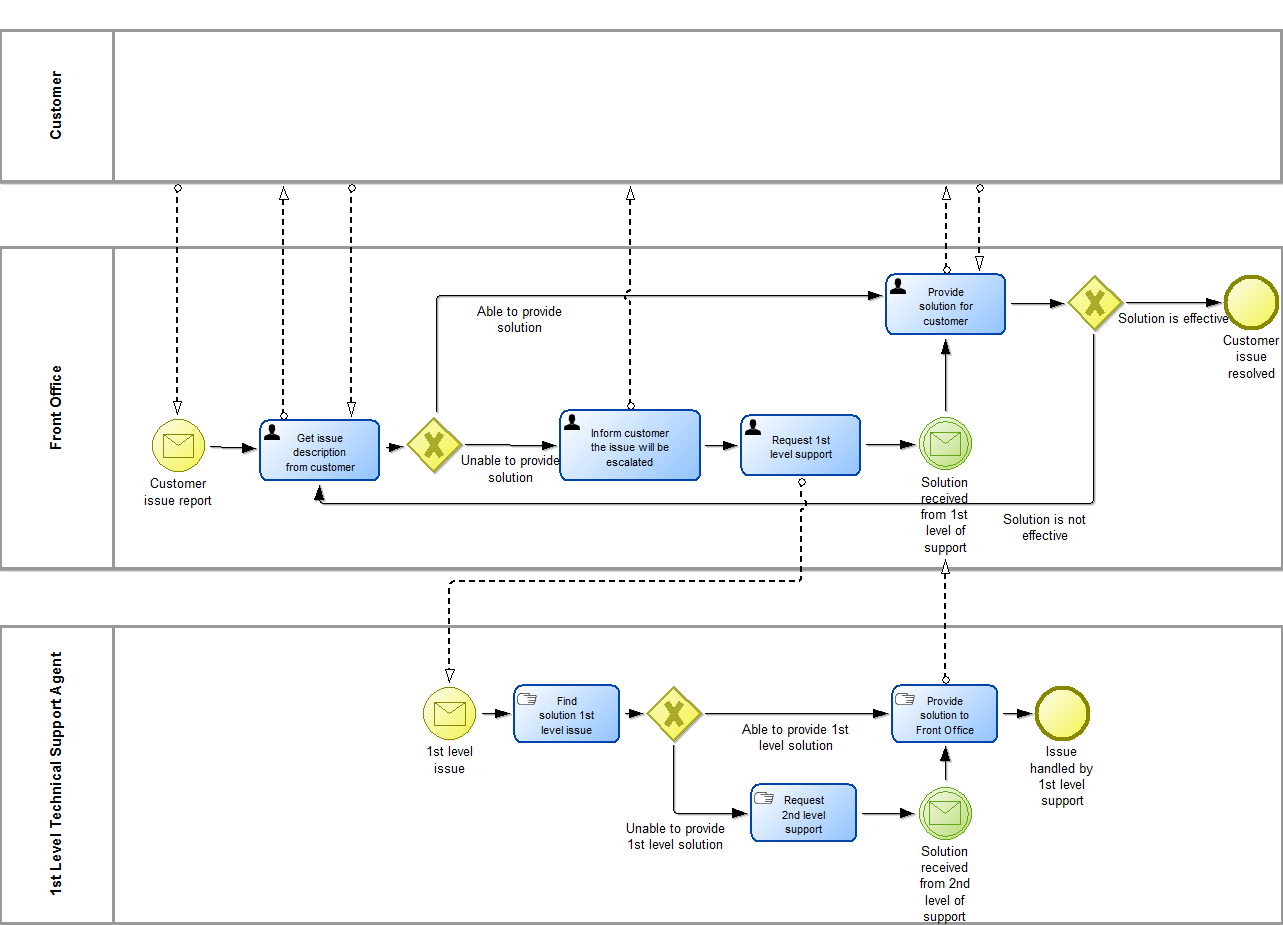 Customer
Front Office
Able to provide
solution
Provide
solution for
customer
Solution is effective
Customer
issue
resolved
Customer
issue report
Get issue
description
from customer
Unable to provide
solution
Inform customer
the issue will be
escalated
Request 1st
level support
Solution
received
from 1st
level of
support
Solution is not
effective
1st Level Technical Support Agent
1st level
issue
Find
solution 1st
level issue
Able to provide 1st
level solution
Provide
solution to
Front Office
Issue
handled by
1st level
support
Unable to provide
1st level solution
Request
2nd level
support
Solution
received
from 2nd
level of
support